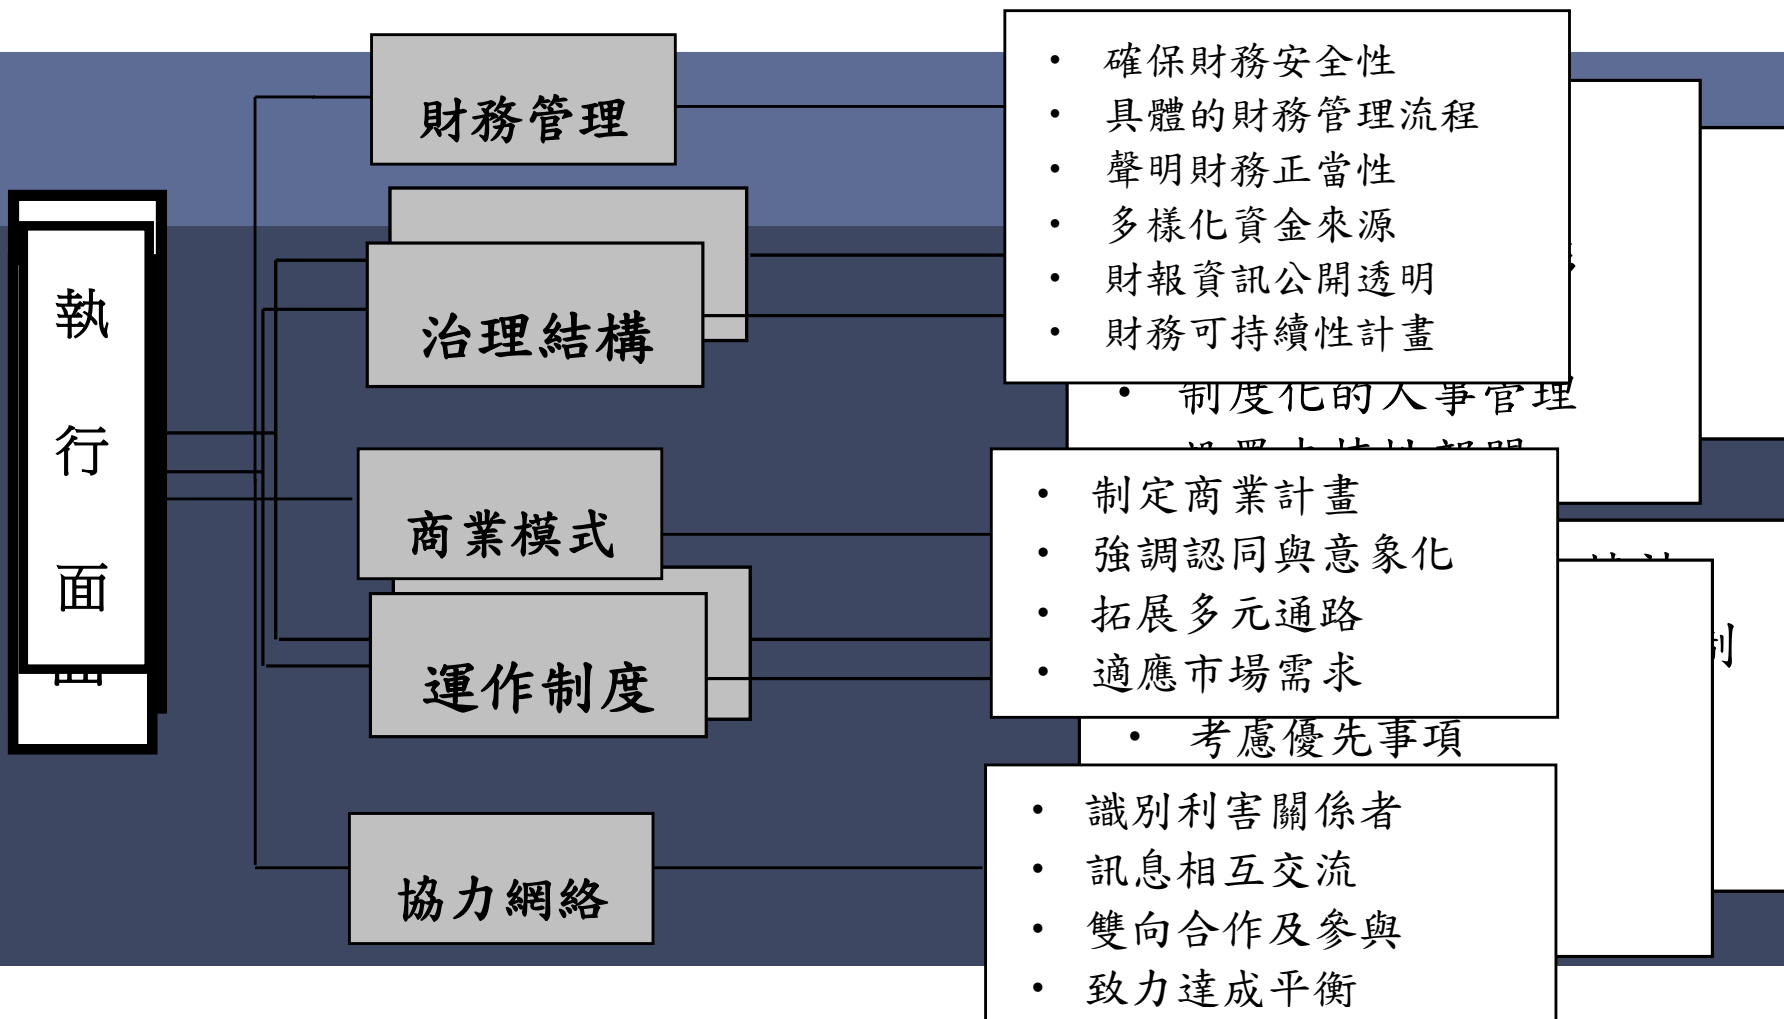 執
行
面
財務管理
• 確保財務安全性
• 具體的財務管理流程
• 聲明財務正當性
• 多樣化資金來源
• 財報資訊公開透明
• 財務可持續性計畫
治理結構
• 制度化的人事管理
商業模式
• 制定商業計畫
• 強調認同與意象化
• 拓展多元通路
• 適應市場需求
運作制度
制
• 考慮優先事項
協力網絡
• 識別利害關係者
• 訊息相互交流
• 雙向合作及參與
• 致力達成平衡